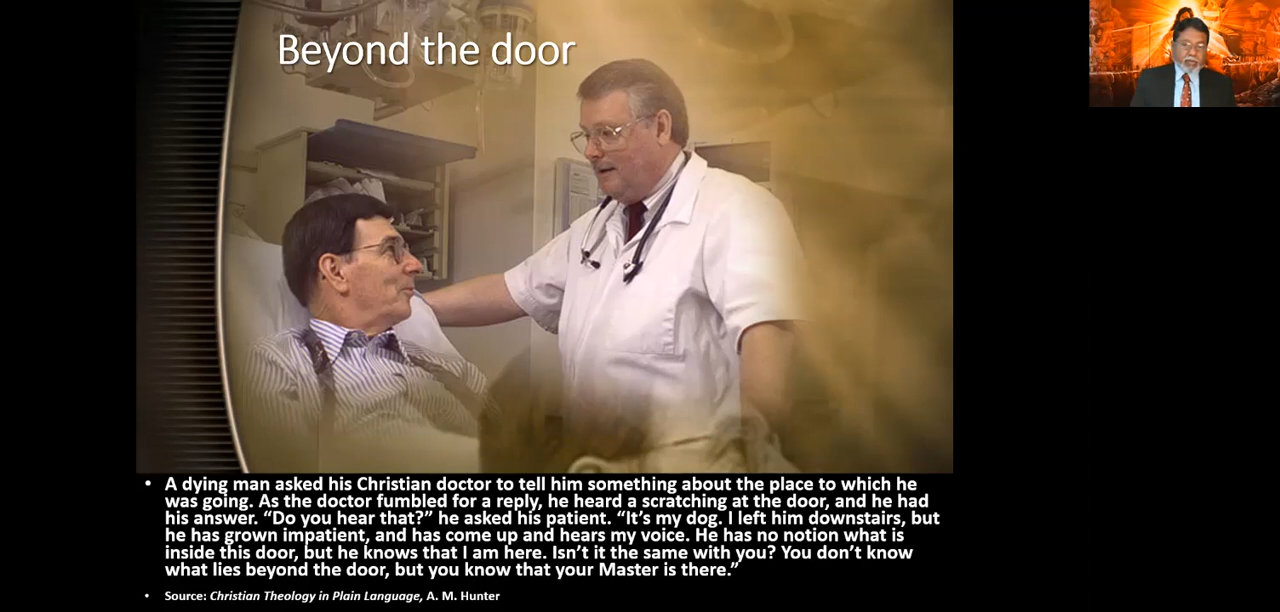 Beyond the door
• A dying man asked his Christian doctor to tell him something about the place to which he
was going. As the doctor fumbled for a reply, he heard a scratching at the door, and he had
his answer. “Do you hear that?” he asked his patient. “It’s my dog. I left him downstairs, but
he has grown impatient, and has come up and hears my voice. He has no notion what is
inside this door, but he knows that I am here. Isn’t it the same with you? You don’t know
what lies beyond the door, but you know that your Master is there.”
• Source: Christian Theology in Plain Language, A. M. Hunter